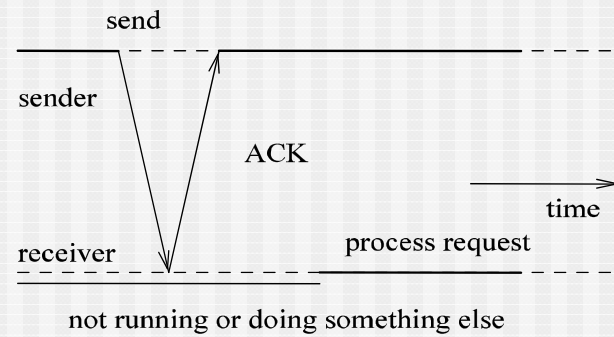 send
sender
ACK
time
receiver
process request
not running or doing something else